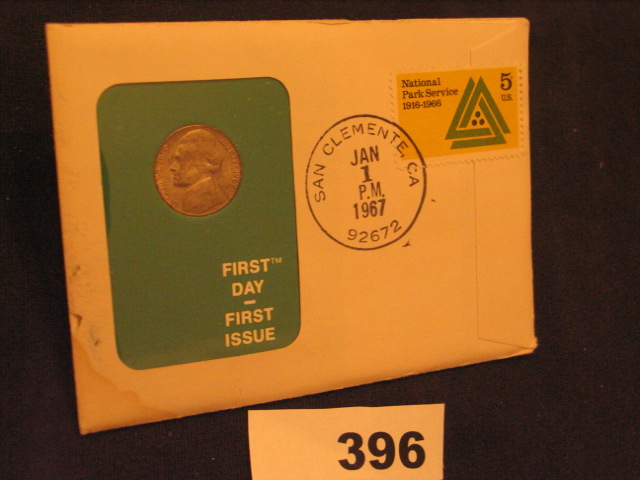 National
Park Service
1916-1966
5
U.S.
SAN CLEMENTE, CA
JAN
1
P.M.
1967
92672
FIRST™
DAY
–
FIRST
ISSUE
396